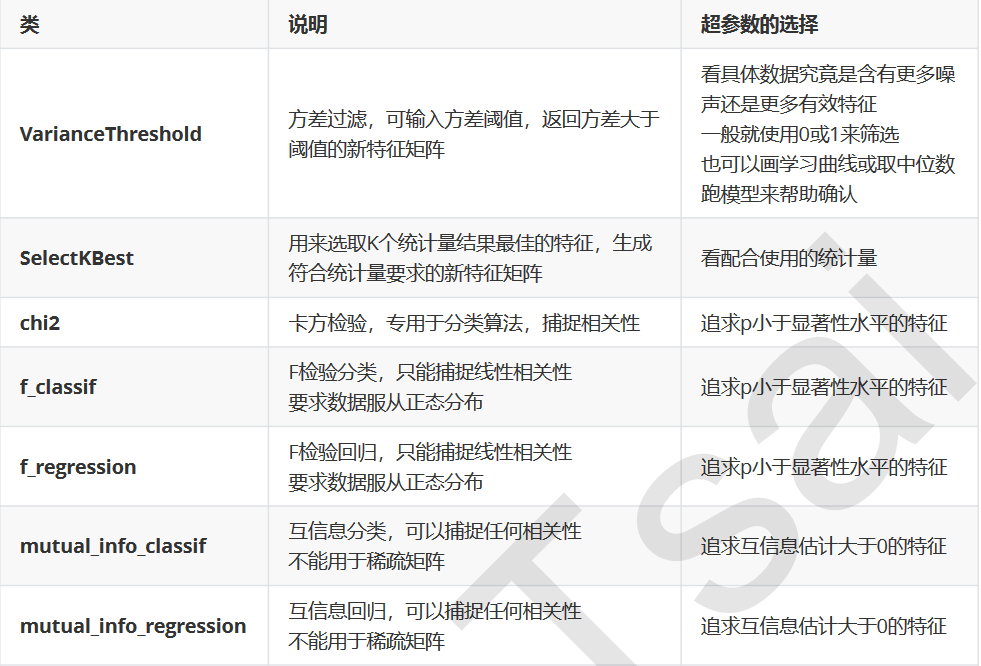 类
说明
超参数的选择
VarianceThreshold
方差过滤，可输入方差阈值，返回方差大于
阈值的新特征矩阵
看具体数据究竟是含有更多噪
声还是更多有效特征
一般就使用0或1来筛选
也可以画学习曲线或取中位数
跑模型来帮助确认
SelectKBest
用来选取K个统计量结果最佳的特征，生成
符合统计量要求的新特征矩阵
看配合使用的统计量
chi2
卡方检验，专用于分类算法，捕捉相关性
追求p小于显著性水平的特征
f_classif
F检验分类，只能捕捉线性相关性
要求数据服从正态分布
追求p小于显著性水平的特征
f_regression
F检验回归，只能捕捉线性相关性
要求数据服从正态分布
追求p小于显著性水平的特征
mutual_info_classif
互信息分类，可以捕捉任何相关性
不能用于稀疏矩阵
追求互信息估计大于0的特征
mutual_info_regression
互信息回归，可以捕捉任何相关性
不能用于稀疏矩阵
追求互信息估计大于0的特征
Tsai